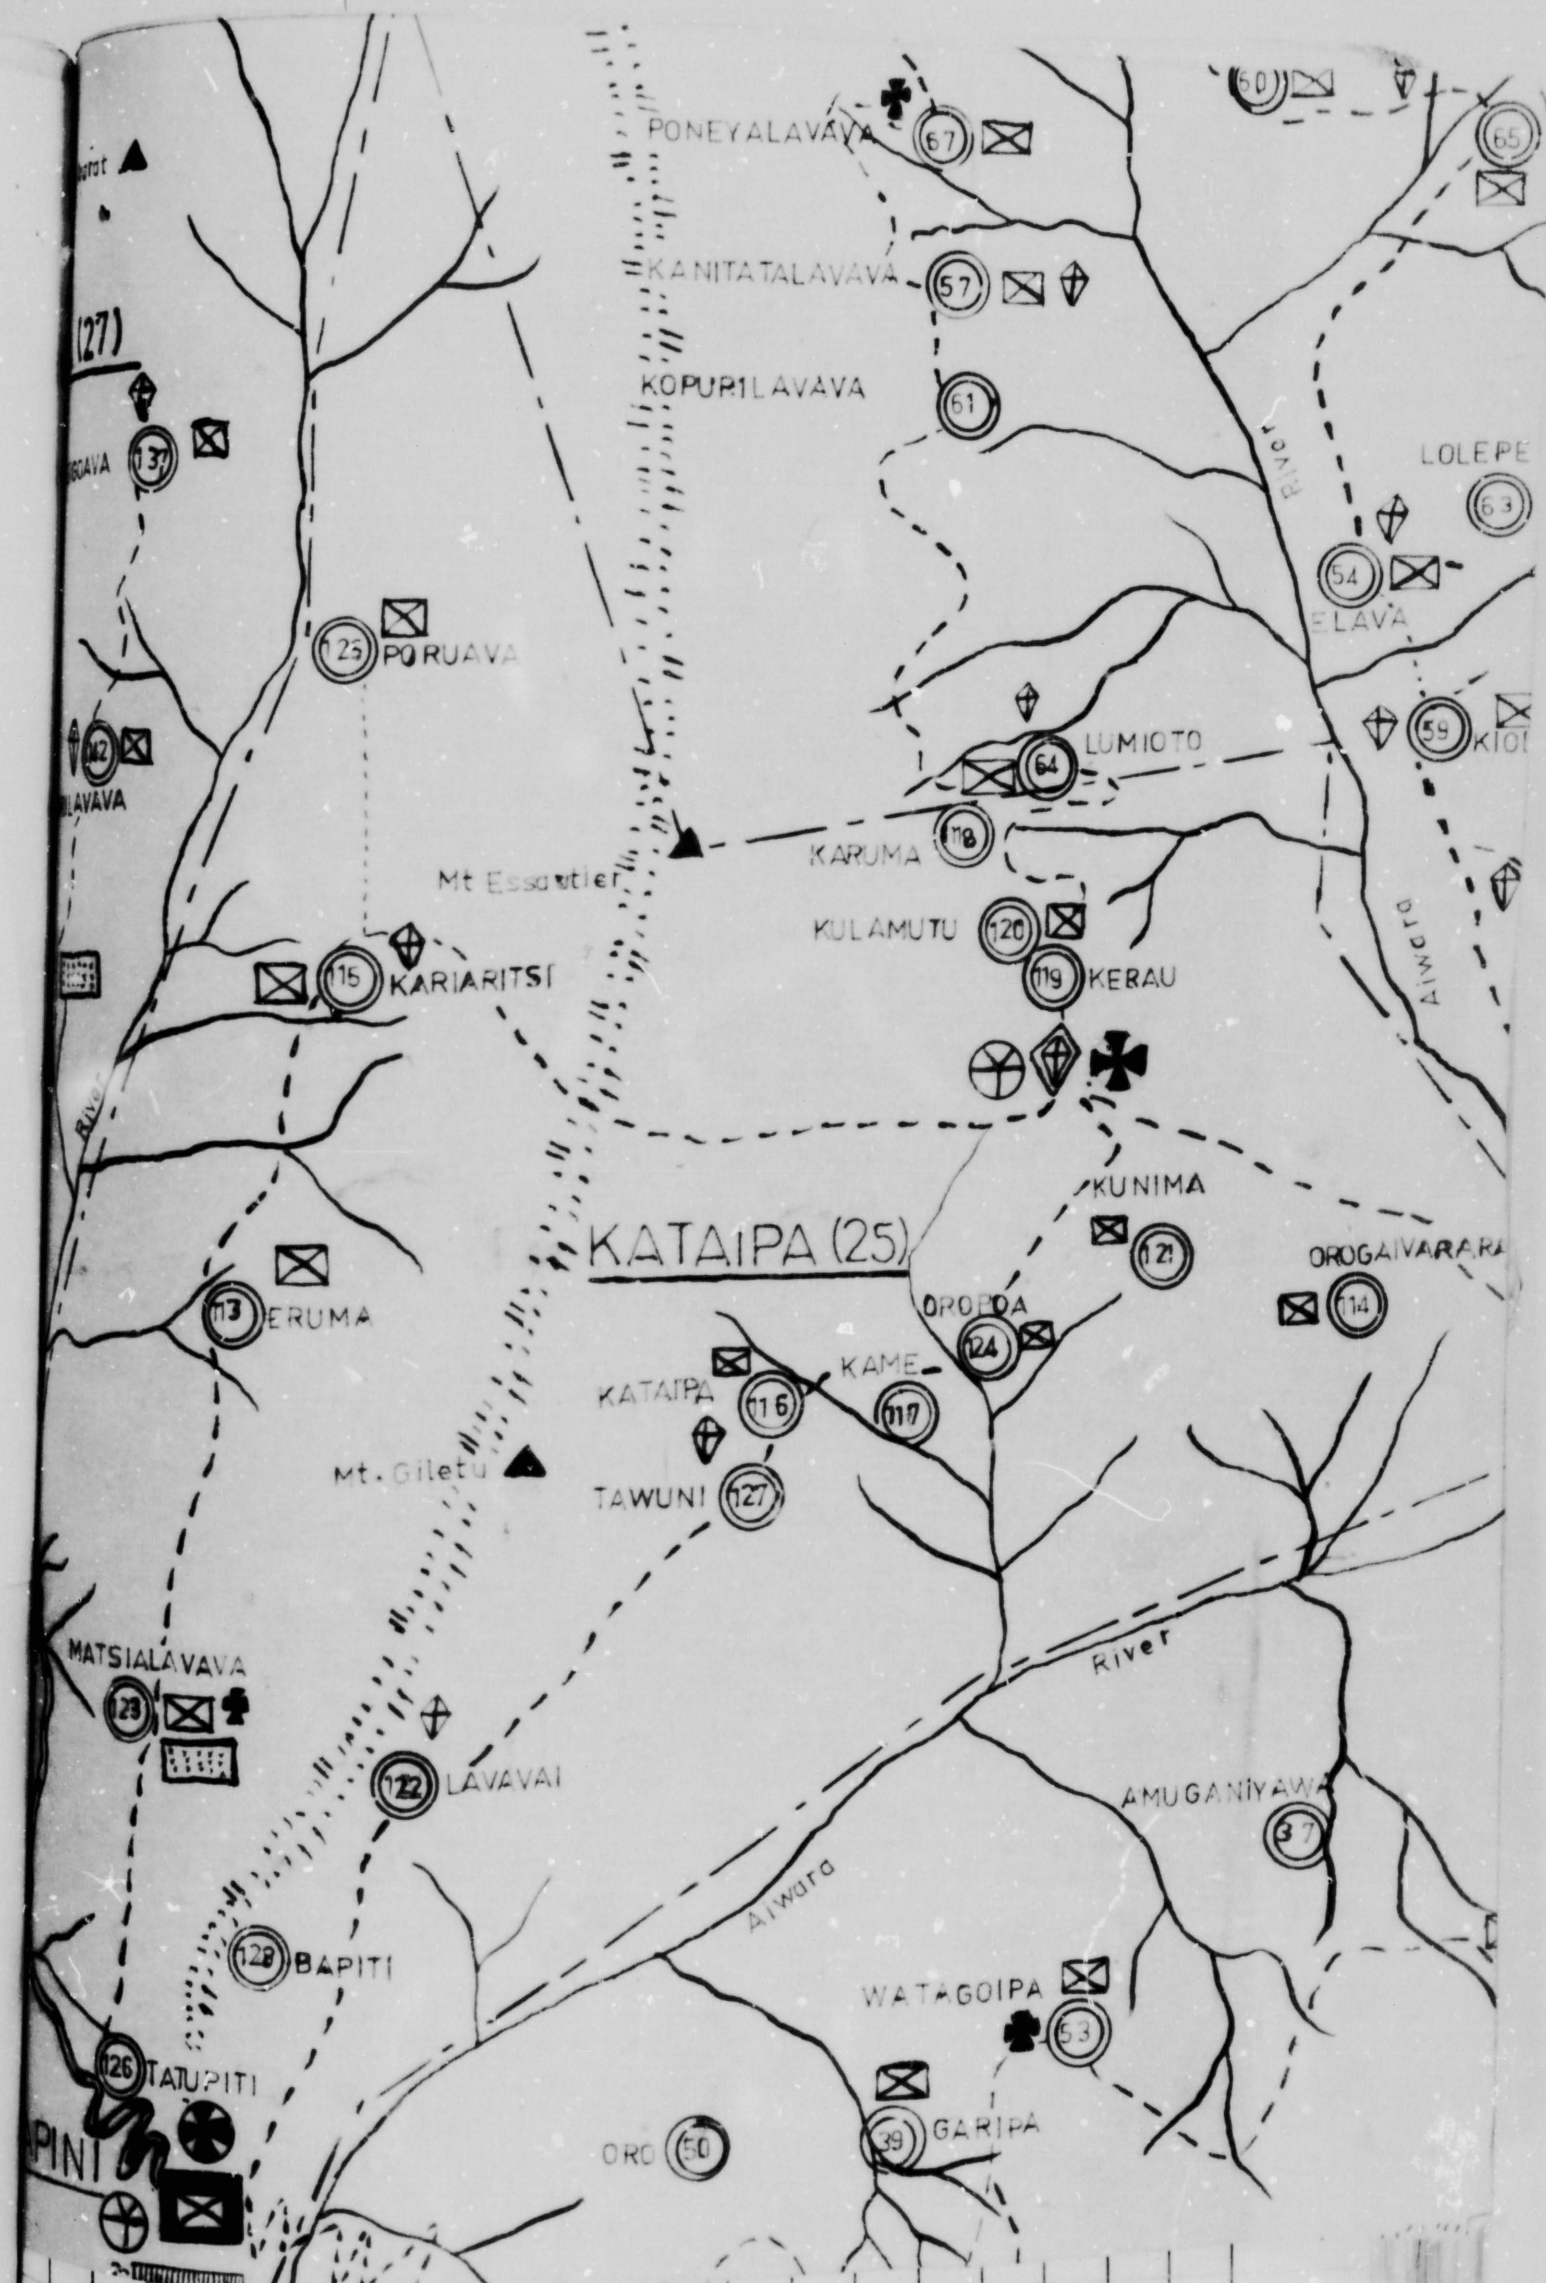 60
PONEYALAVAVA
67
65
KANITATALAVAVA
57
(27)
KOPURILAVAVA
61
137
River
LOLEPE
63
54
ELAVA
125
PORUAVA
59
LUMIOTO
64
118
KARUMA
Mt Essautier
KULAMUTU
120
Aiwara
115
KARIARITSI
119
KERAU
River
KUNIMA
KATAIPA (25)
121
OROGAIVARARA
114
113
ERUMA
OROPOA
124
KAME
KATAIPA
116
117
Mt. Giletu
TAWUNI
127
River
MATSIALAVAVA
123
122
LAVAVAI
AMUGANIYAWA
37
Aiwara
128
BAPITI
WATAGOIPA
53
126
TATUPITI
39
GARIPA
ORO
50